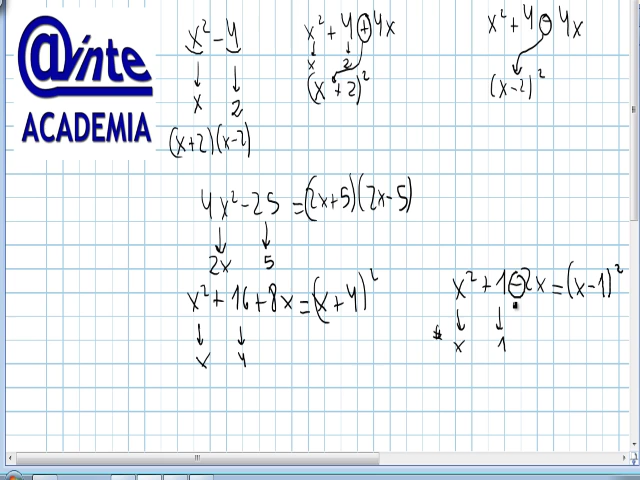 @ínte
ACADEMIA
x² - 4
x 2
(x+2)(x-2)
x² + 4 + 4x
x 2
(x + 2)²
x² + 4 - 4x
(x-2)²
4x² - 25 = (2x+5)(2x-5)
2x 5
x² + 16 + 8x = (x + 4)²
x 4
x² + 1 - 2x = (x - 1)²
x 1